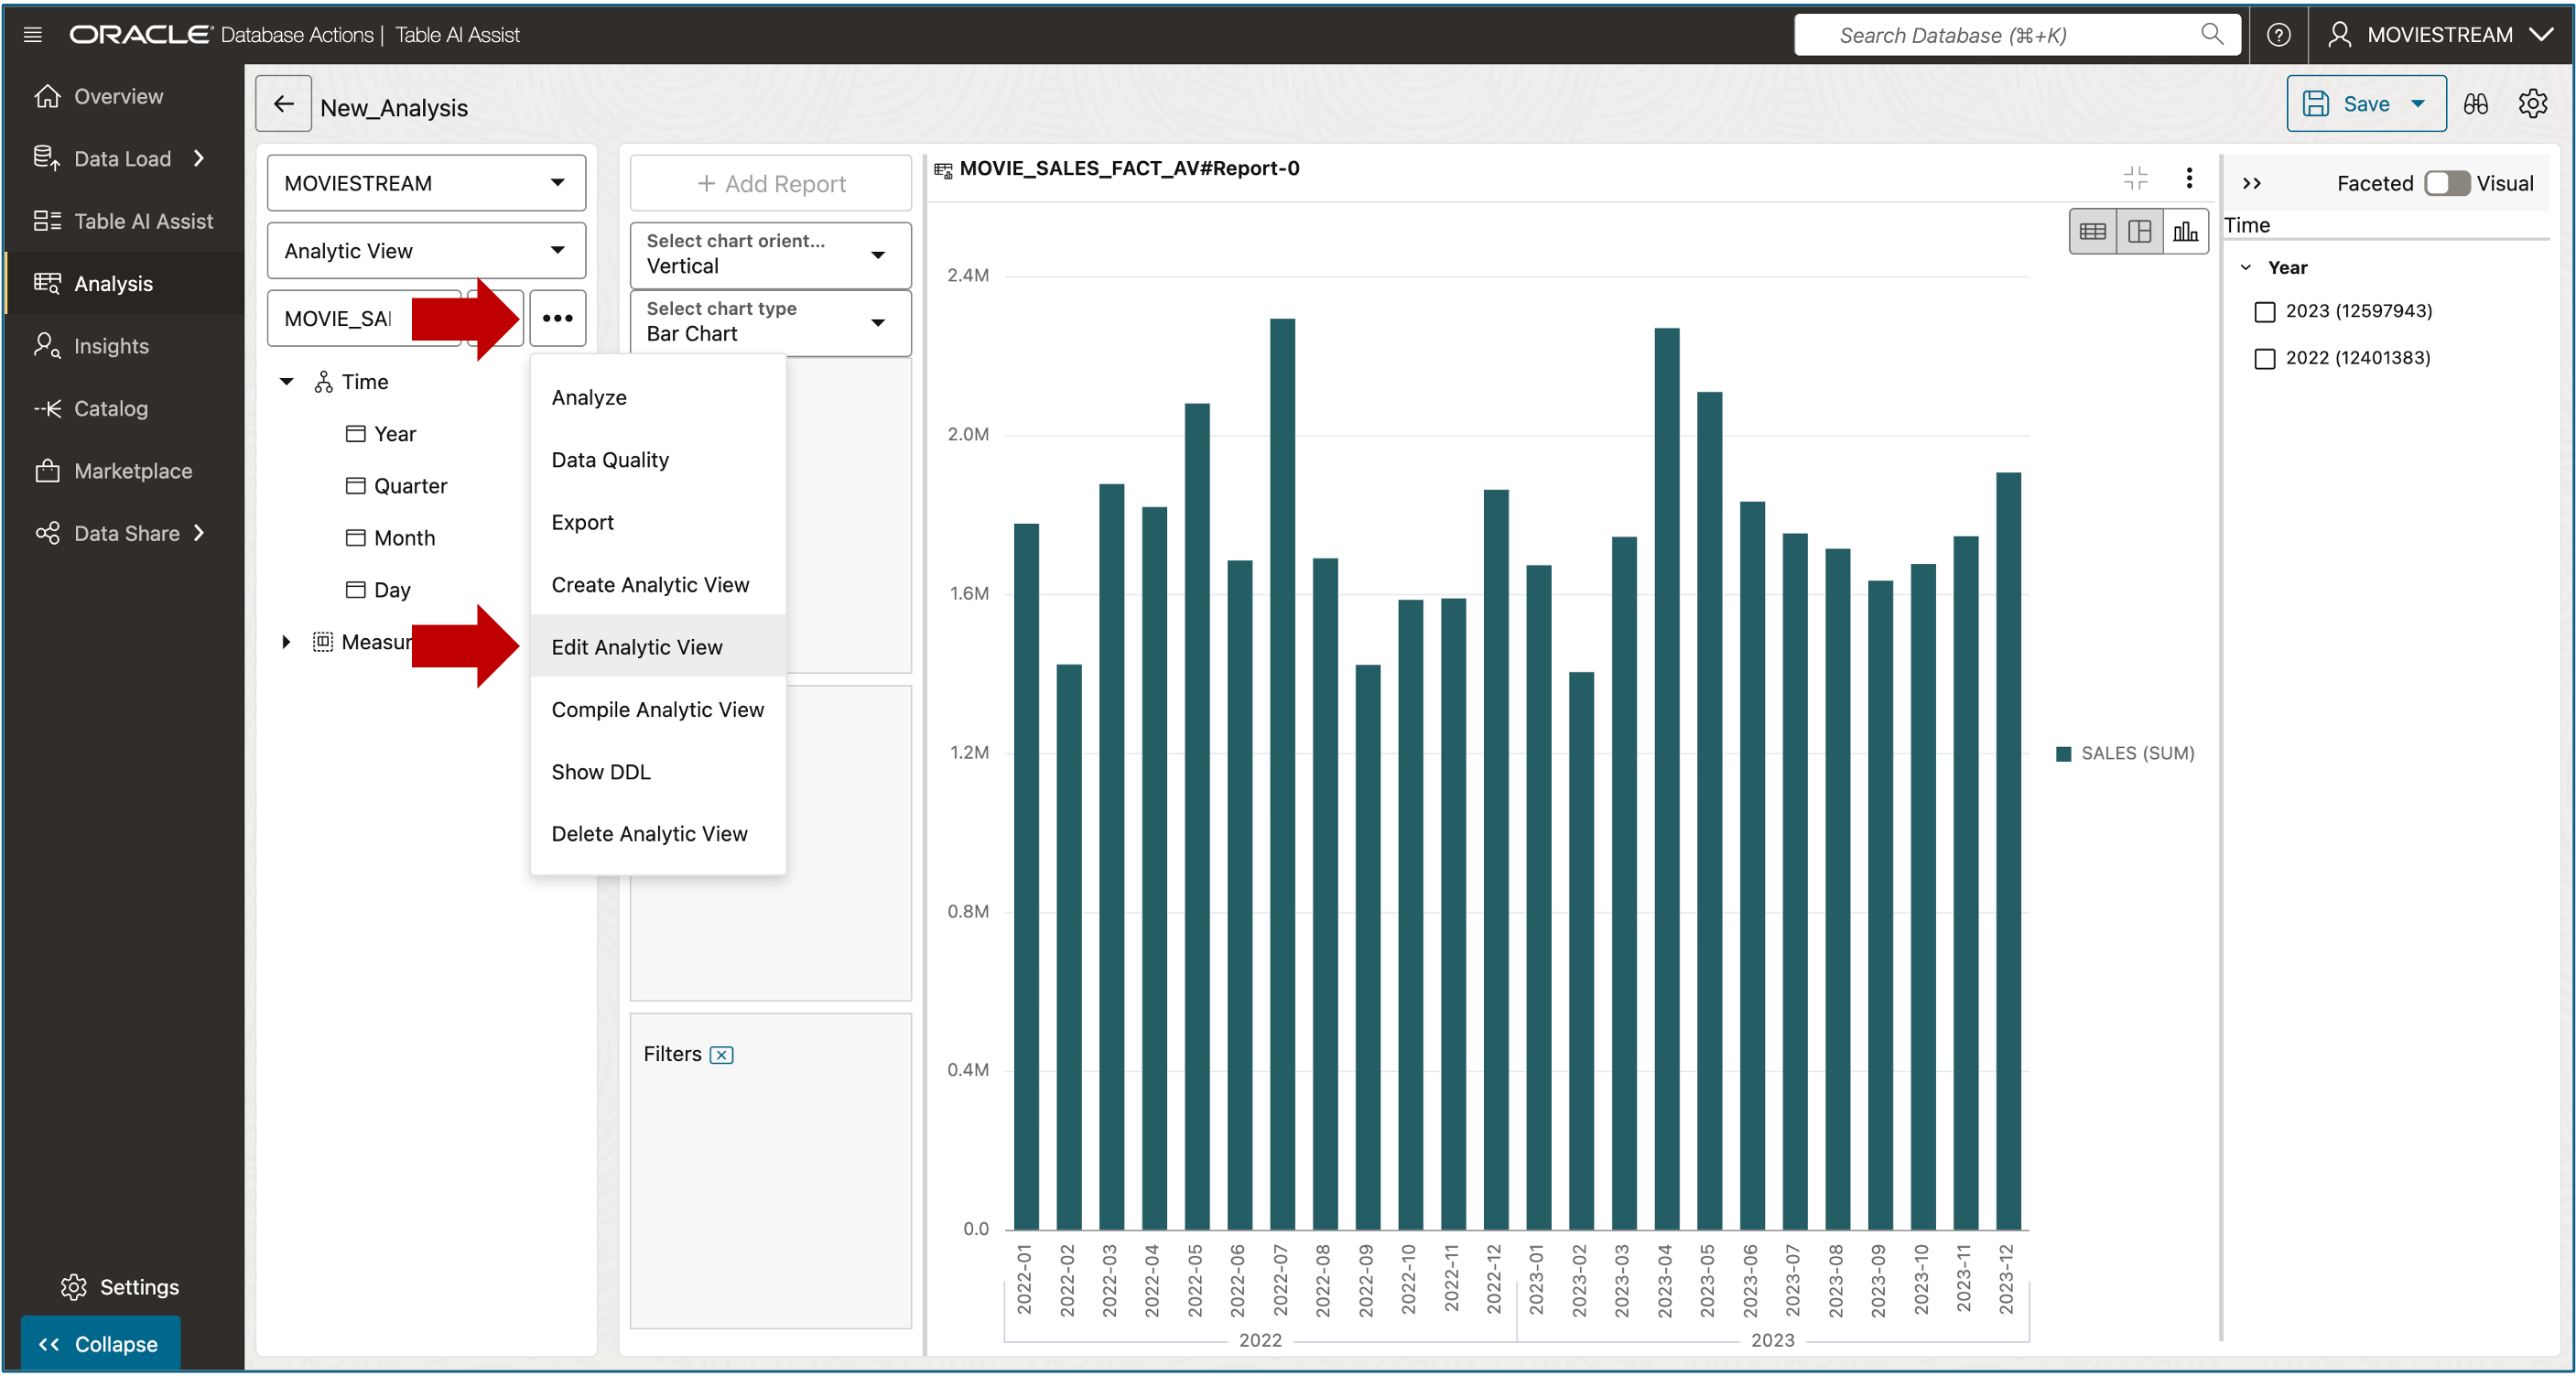 ORACLE Database Actions | Table AI Assist
Search Database (⌘+K)
MOVIESTREAM
Overview
Data Load
Table AI Assist
Analysis
Insights
Catalog
Marketplace
Data Share
Settings
Collapse
New_Analysis
Save
MOVIESTREAM
Analytic View
MOVIE_SAI
Time
Year
Quarter
Month
Day
Measur
Analyze
Data Quality
Export
Create Analytic View
Edit Analytic View
Compile Analytic View
Show DDL
Delete Analytic View
+ Add Report
Select chart orient...
Vertical
Select chart type
Bar Chart
Filters
MOVIE_SALES_FACT_AV#Report-0
2.4M
2.0M
1.6M
1.2M
0.8M
0.4M
0.0
2022-01
2022-02
2022-03
2022-04
2022-05
2022-06
2022-07
2022-08
2022-09
2022-10
2022-11
2022-12
2023-01
2023-02
2023-03
2023-04
2023-05
2023-06
2023-07
2023-08
2023-09
2023-10
2023-11
2023-12
2022
2023
SALES (SUM)
Faceted
Visual
Time
Year
2023 (12597943)
2022 (12401383)